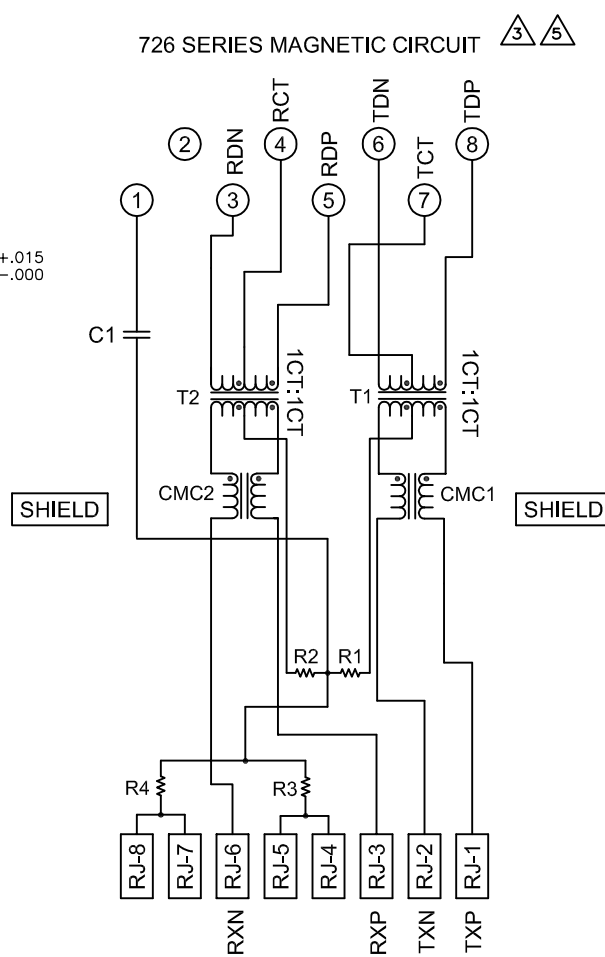 726 SERIES MAGNETIC CIRCUIT
3
5
RCT
TDN
TDP
2
RDN
4
RDP
6
TCT
8
1
3
5
7
+.015
-.000
C1
T2
1CT:1CT
T1
1CT:1CT
SHIELD
CMC2
CMC1
SHIELD
R2
R1
R4
R3
RJ-8
RJ-7
RJ-6
RJ-5
RJ-4
RJ-3
RJ-2
RJ-1
RXN
RXP
TXN
TXP